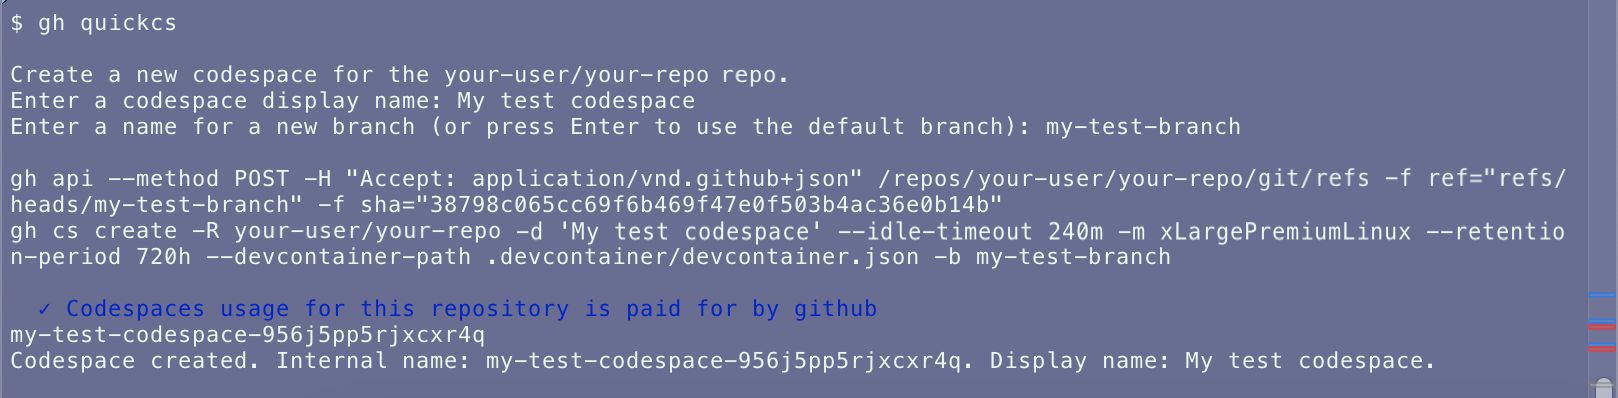 $ gh quickcs
Create a new codespace for the your-user/your-repo repo.
Enter a codespace display name: My test codespace
Enter a name for a new branch (or press Enter to use the default branch): my-test-branch
gh api --method POST -H "Accept: application/vnd.github+json" /repos/your-user/your-repo/git/refs -f ref="refs/
heads/my-test-branch" -f sha="38798c065cc69f6b469f47e0f503b4ac36e0b14b"
gh cs create -R your-user/your-repo -d 'My test codespace' --idle-timeout 240m -m xLargePremiumLinux --retentio
n-period 720h --devcontainer-path .devcontainer/devcontainer.json -b my-test-branch
✓ Codespaces usage for this repository is paid for by github
my-test-codespace-956j5pp5rjxcxr4q
Codespace created. Internal name: my-test-codespace-956j5pp5rjxcxr4q. Display name: My test codespace.